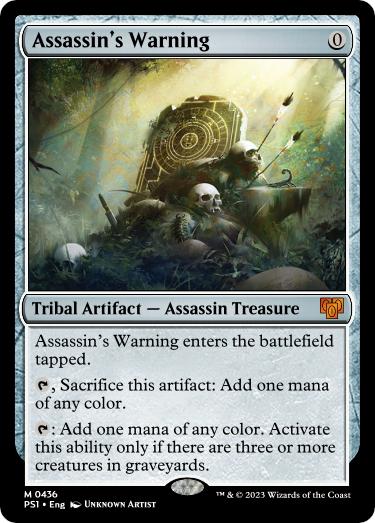 Assassin's Warning 0
Tribal Artifact — Assassin Treasure
Assassin's Warning enters the battlefield
tapped.
, Sacrifice this artifact: Add one mana
of any color.
: Add one mana of any color. Activate
this ability only if there are three or more
creatures in graveyards.
M 0436
PS1 • Eng Unknown Artist
™ & © 2023 Wizards of the Coast